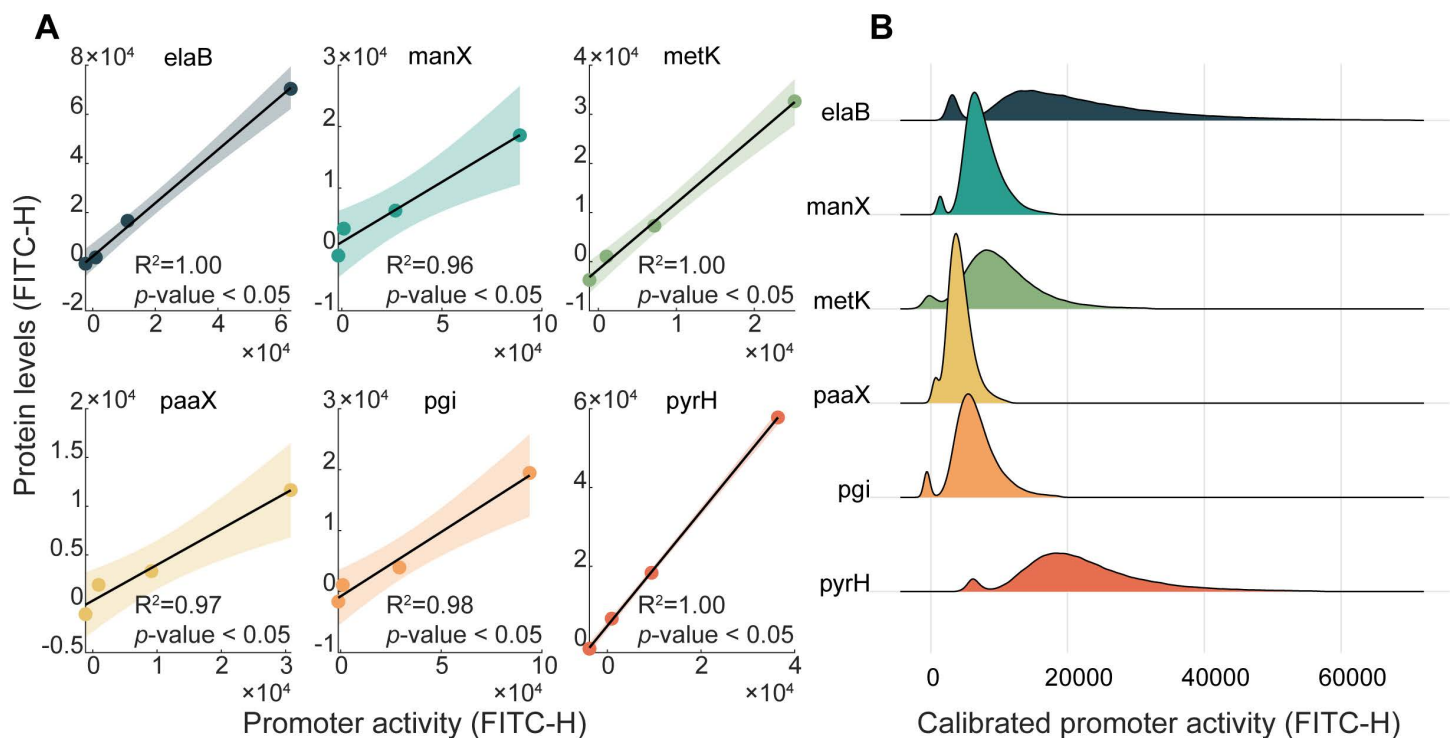 A
B
Protein levels (FITC-H)
8×10⁴
elaB
6
4
2
0
-2
R²=1.00
p-value < 0.05
0
2
4
6
×10⁴
3×10⁴
manX
2
1
0
-1
R²=0.96
p-value < 0.05
0
5
10
×10⁴
4×10⁴
metK
3
2
1
0
-1
R²=1.00
p-value < 0.05
0
1
2
×10⁴
2×10⁴
paaX
1.5
1
0.5
0
-0.5
R²=0.97
p-value < 0.05
0
1
2
3
×10⁴
3×10⁴
pgi
2
1
0
-1
R²=0.98
p-value < 0.05
0
5
10
×10⁴
6×10⁴
pyrH
4
2
0
R²=1.00
p-value < 0.05
0
2
4
×10⁴
Promoter activity (FITC-H)
elaB
manX
metK
paaX
pgi
pyrH
0
20000
40000
60000
Calibrated promoter activity (FITC-H)